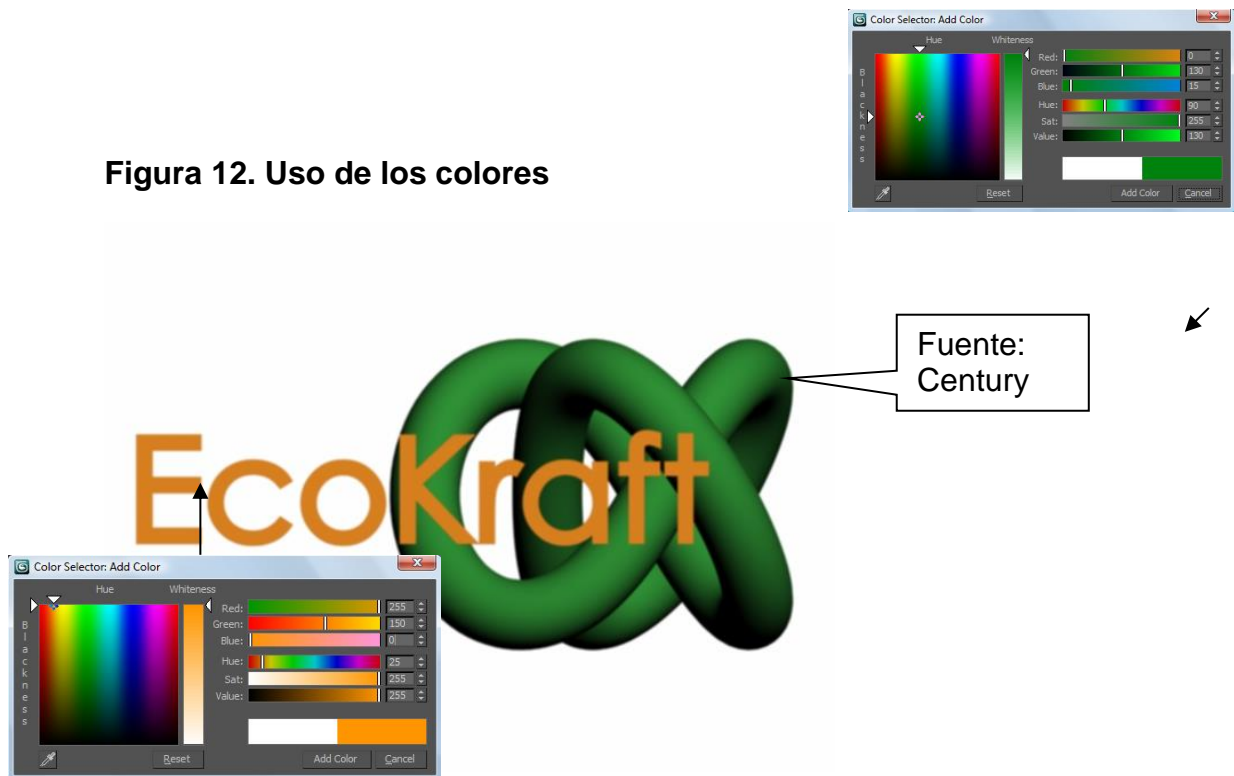 Color Selector: Add Color
Hue
Whiteness
Blackness
Red:
0
Green:
130
Blue:
15
Hue:
90
Sat:
255
Value:
130
Reset
Add Color
Cancel
Figura 12. Uso de los colores
Fuente:
Century
EcoKraft
Color Selector: Add Color
Hue
Whiteness
Blackness
Red:
255
Green:
150
Blue:
0
Hue:
25
Sat:
255
Value:
255
Reset
Add Color
Cancel